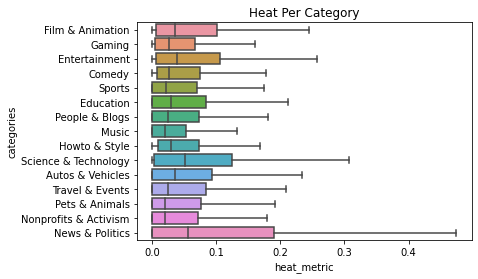 Heat Per Category
categories
Film & Animation
Gaming
Entertainment
Comedy
Sports
Education
People & Blogs
Music
Howto & Style
Science & Technology
Autos & Vehicles
Travel & Events
Pets & Animals
Nonprofits & Activism
News & Politics
0.0 0.1 0.2 0.3 0.4
heat_metric